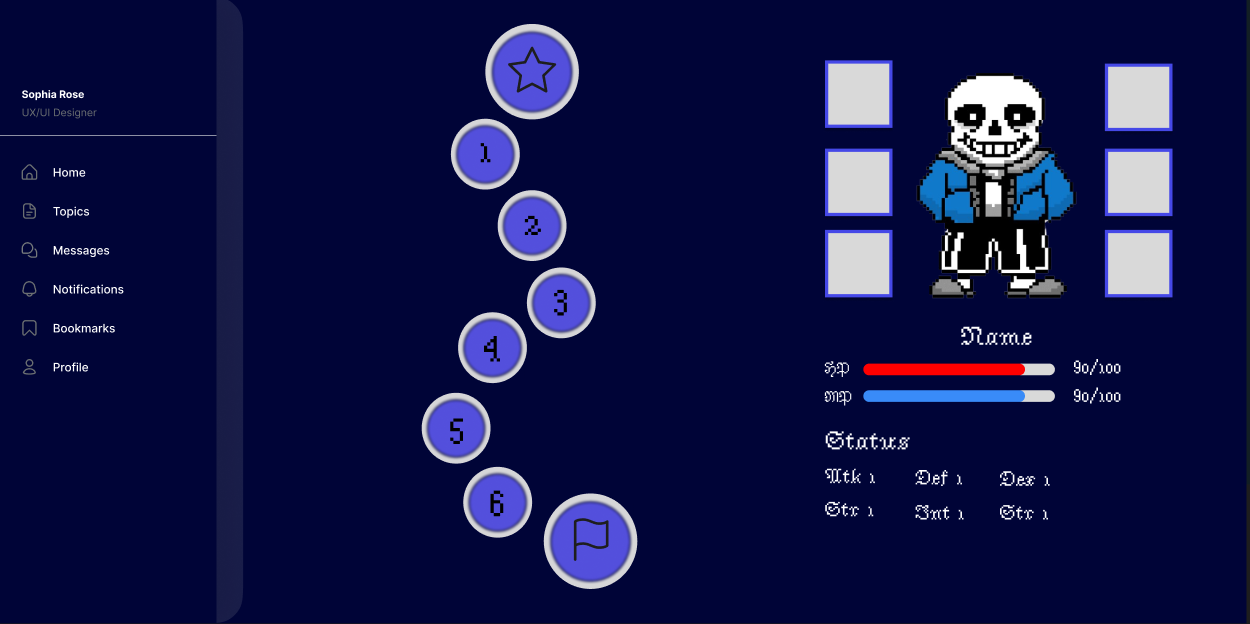 Sophia Rose
UX/UI Designer
Home
Topics
Messages
Notifications
Bookmarks
Profile
1
2
3
4
5
6
Name
HP 90/100
MP 90/100
Status
Atk 1 Def 1 Dex 1
Str 1 Int 1 Str 1